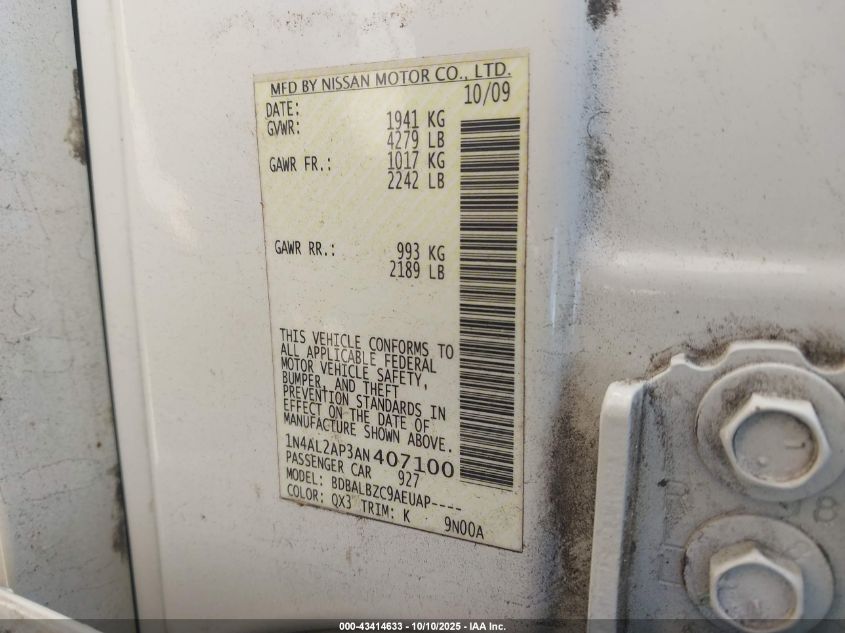 MFD BY NISSAN MOTOR CO., LTD.
DATE: 10/09
GVWR: 1941 KG
4279 LB
GAWR FR.: 1017 KG
2242 LB
GAWR RR.: 993 KG
2189 LB
THIS VEHICLE CONFORMS TO
ALL APPLICABLE FEDERAL
MOTOR VEHICLE SAFETY,
BUMPER, AND THEFT
PREVENTION STANDARDS IN
EFFECT ON THE DATE OF
MANUFACTURE SHOWN ABOVE.
1N4AL2AP3AN407100
PASSENGER CAR 927
MODEL: BDBALBZC9AEUAP----
COLOR: QX3 TRIM: K 9N00A
000-43414633 - 10/10/2025 - IAA Inc.